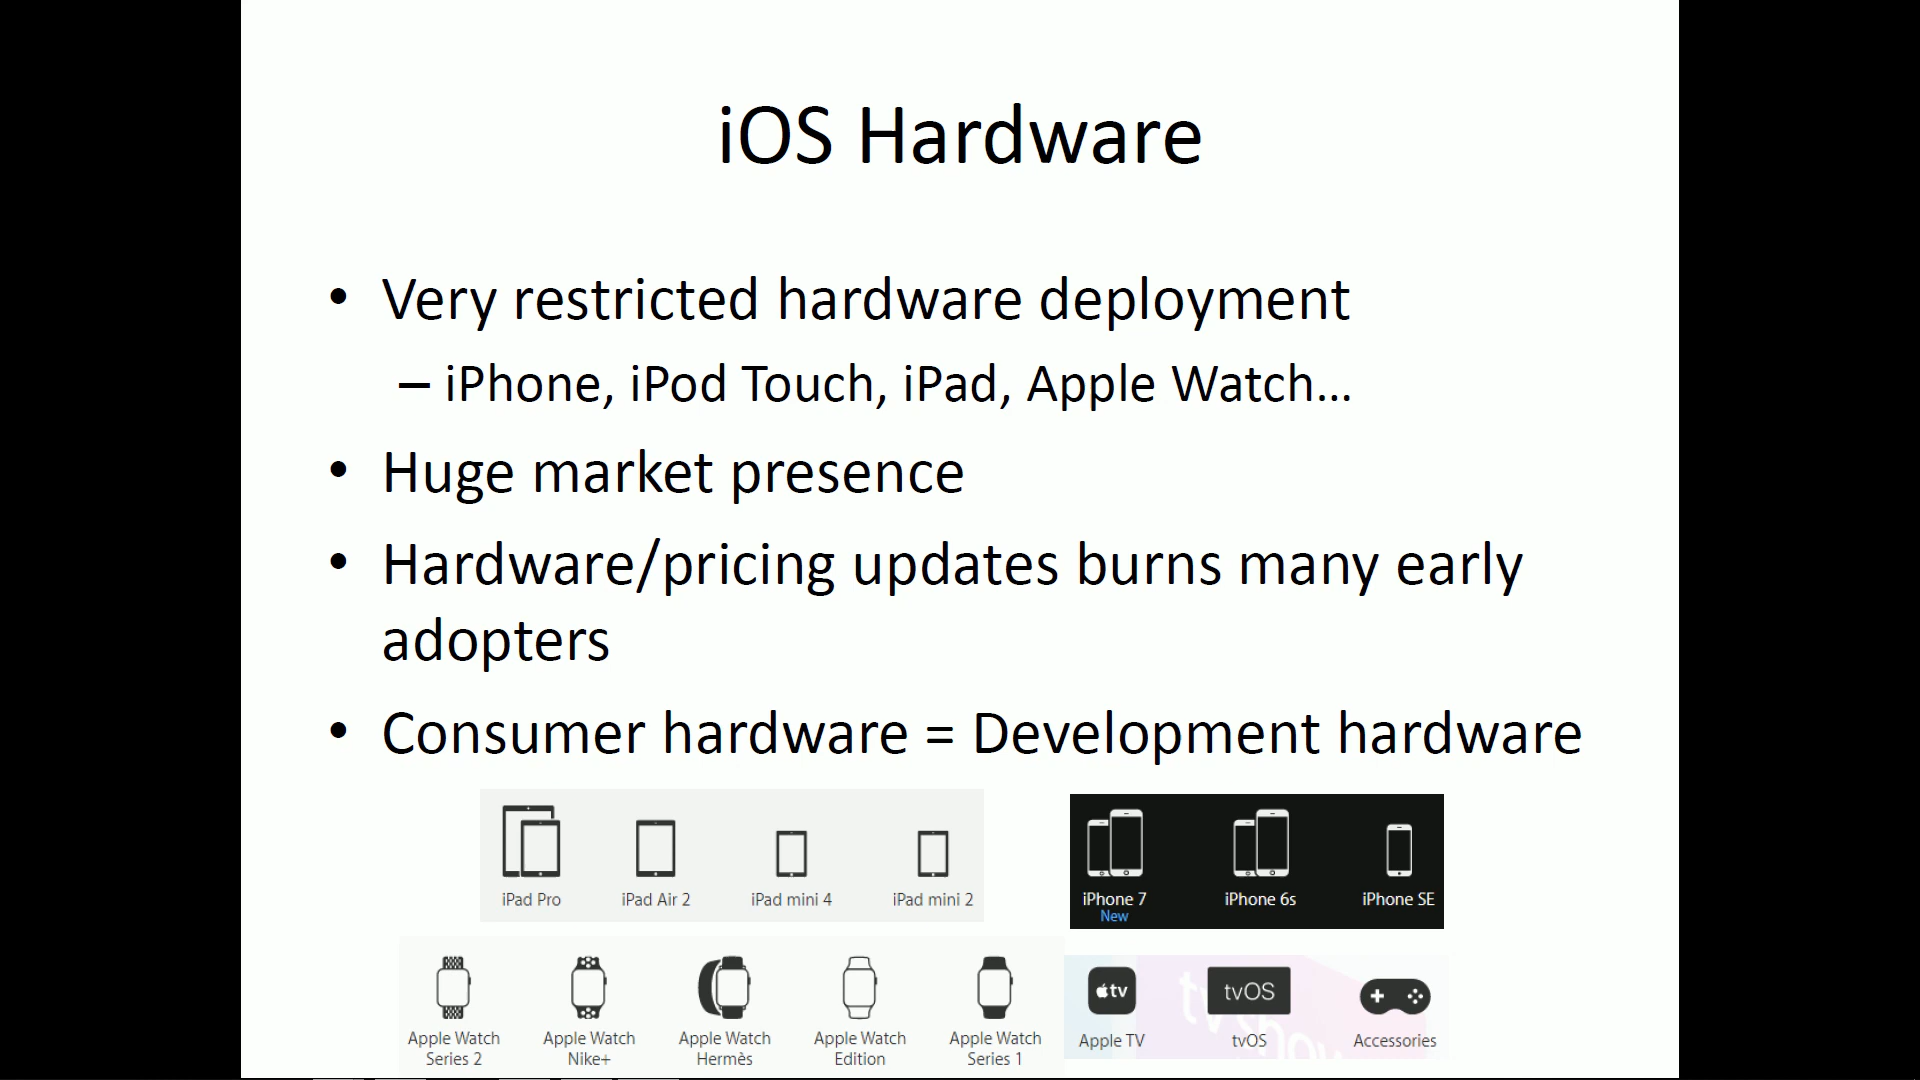 iOS Hardware
• Very restricted hardware deployment
– iPhone, iPod Touch, iPad, Apple Watch...
• Huge market presence
• Hardware/pricing updates burns many early
adopters
• Consumer hardware = Development hardware
iPad Pro
iPad Air 2
iPad mini 4
iPad mini 2
iPhone 7
New
iPhone 6s
iPhone SE
Apple Watch
Series 2
Apple Watch
Nike+
Apple Watch
Hermès
Apple Watch
Edition
Apple Watch
Series 1
tv
Apple TV
tvOS
tvOS
Accessories